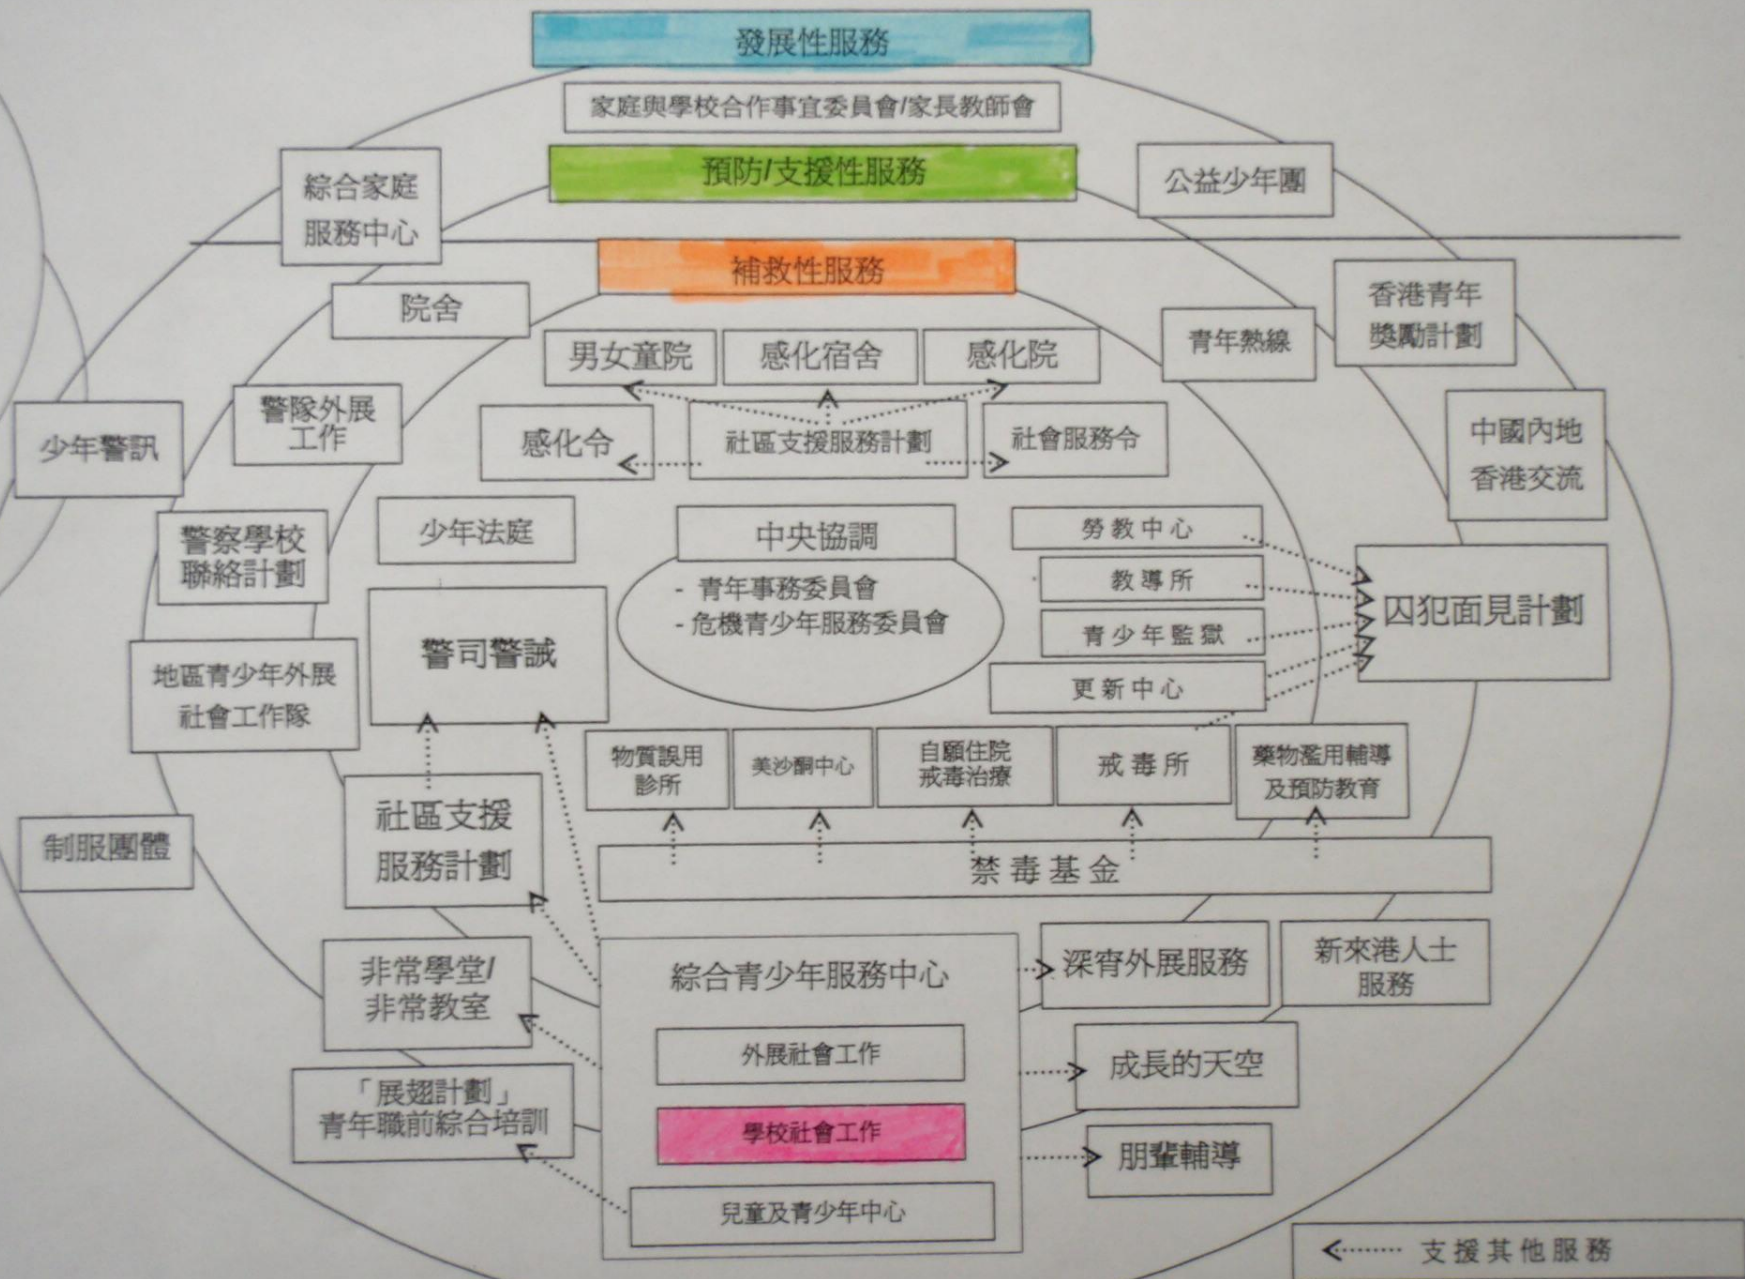 發展性服務
家庭與學校合作事宜委員會/家長教師會
綜合家庭
服務中心
預防/支援性服務
公益少年團
補救性服務
院舍
香港青年
獎勵計劃
青年熱線
男女童院
感化宿舍
感化院
警隊外展
工作
少年警訊
感化令
社區支援服務計劃
社會服務令
中國內地
香港交流
警察學校
聯絡計劃
少年法庭
中央協調
- 青年事務委員會
- 危機青少年服務委員會
勞教中心
教導所
青少年監獄
更新中心
囚犯面見計劃
警司警誡
地區青少年外展
社會工作隊
物質誤用
診所
美沙酮中心
自願住院
戒毒治療
戒毒所
藥物濫用輔導
及預防教育
社區支援
服務計劃
制服團體
禁毒基金
非常學堂/
非常教室
綜合青少年服務中心
深宵外展服務
新來港人士
服務
外展社會工作
成長的天空
「展翅計劃」
青年職前綜合培訓
學校社會工作
朋輩輔導
兒童及青少年中心
支援其他服務